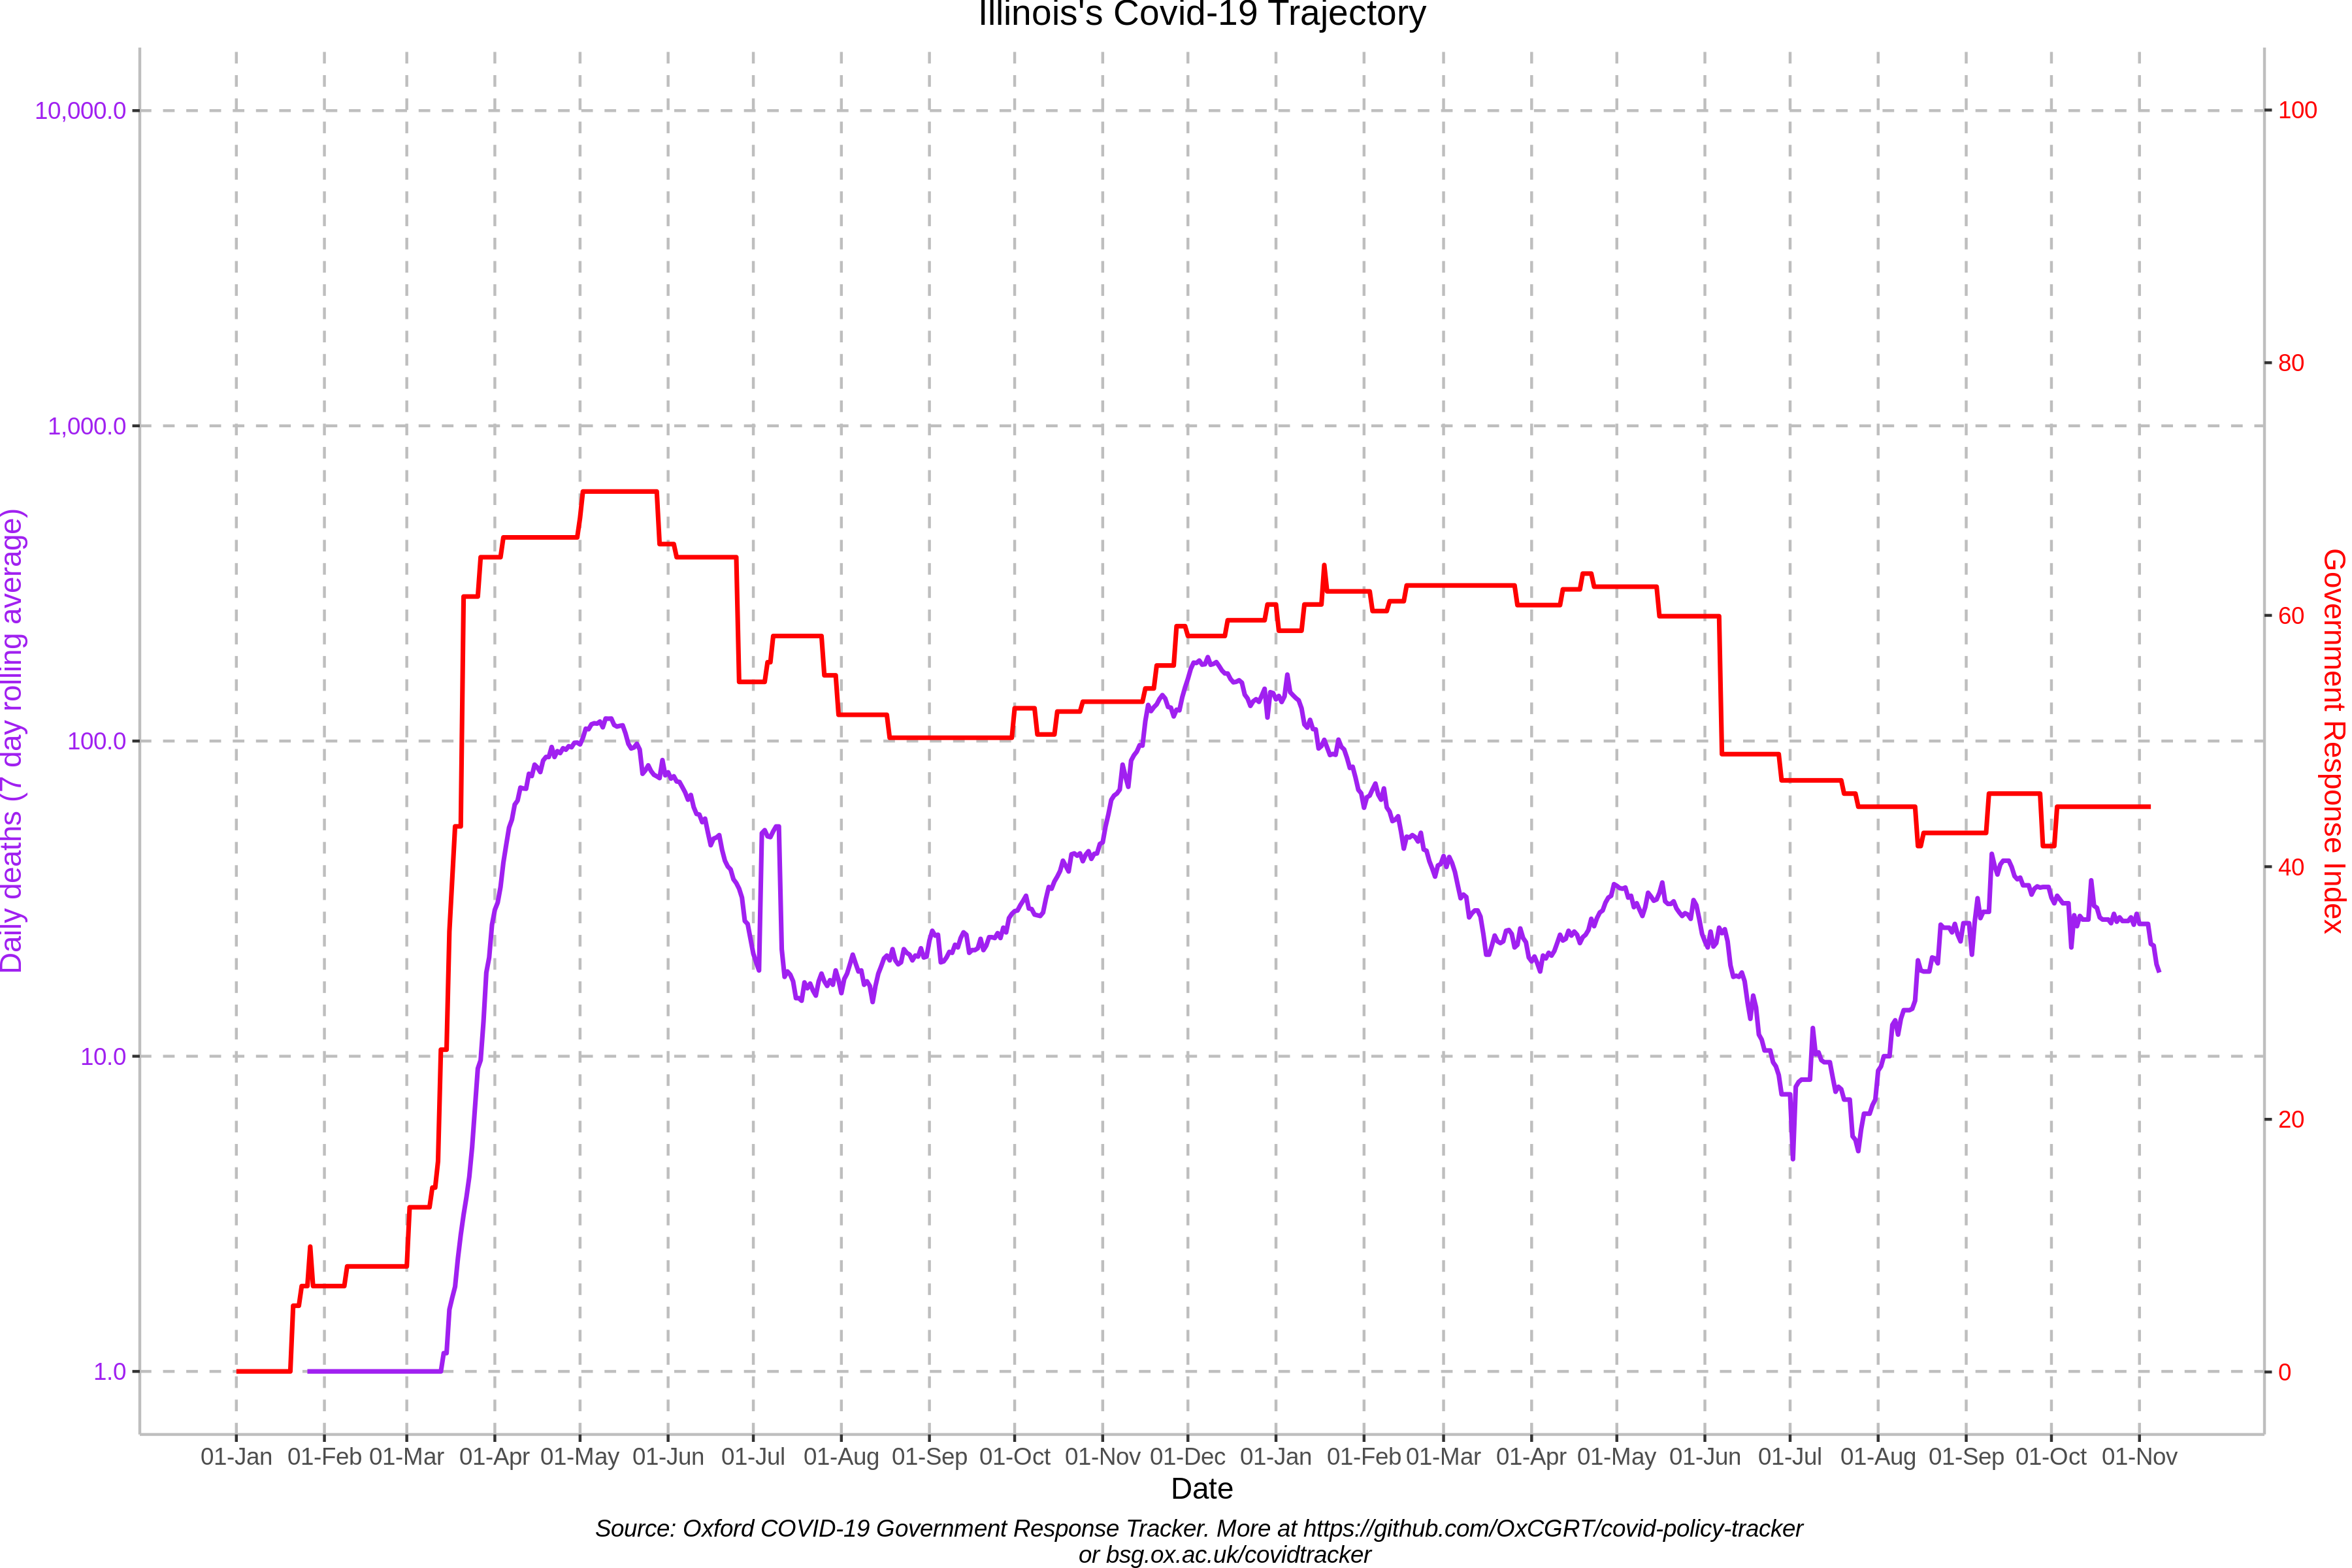 Illinois's Covid-19 Trajectory
10,000.0
1,000.0
100.0
10.0
1.0
Daily deaths (7 day rolling average)
100
80
60
40
20
0
Government Response Index
01-Jan 01-Feb 01-Mar 01-Apr 01-May 01-Jun 01-Jul 01-Aug 01-Sep 01-Oct 01-Nov 01-Dec 01-Jan 01-Feb 01-Mar 01-Apr 01-May 01-Jun 01-Jul 01-Aug 01-Sep 01-Oct 01-Nov
Date
Source: Oxford COVID-19 Government Response Tracker. More at https://github.com/OxCGRT/covid-policy-tracker
or bsg.ox.ac.uk/covidtracker